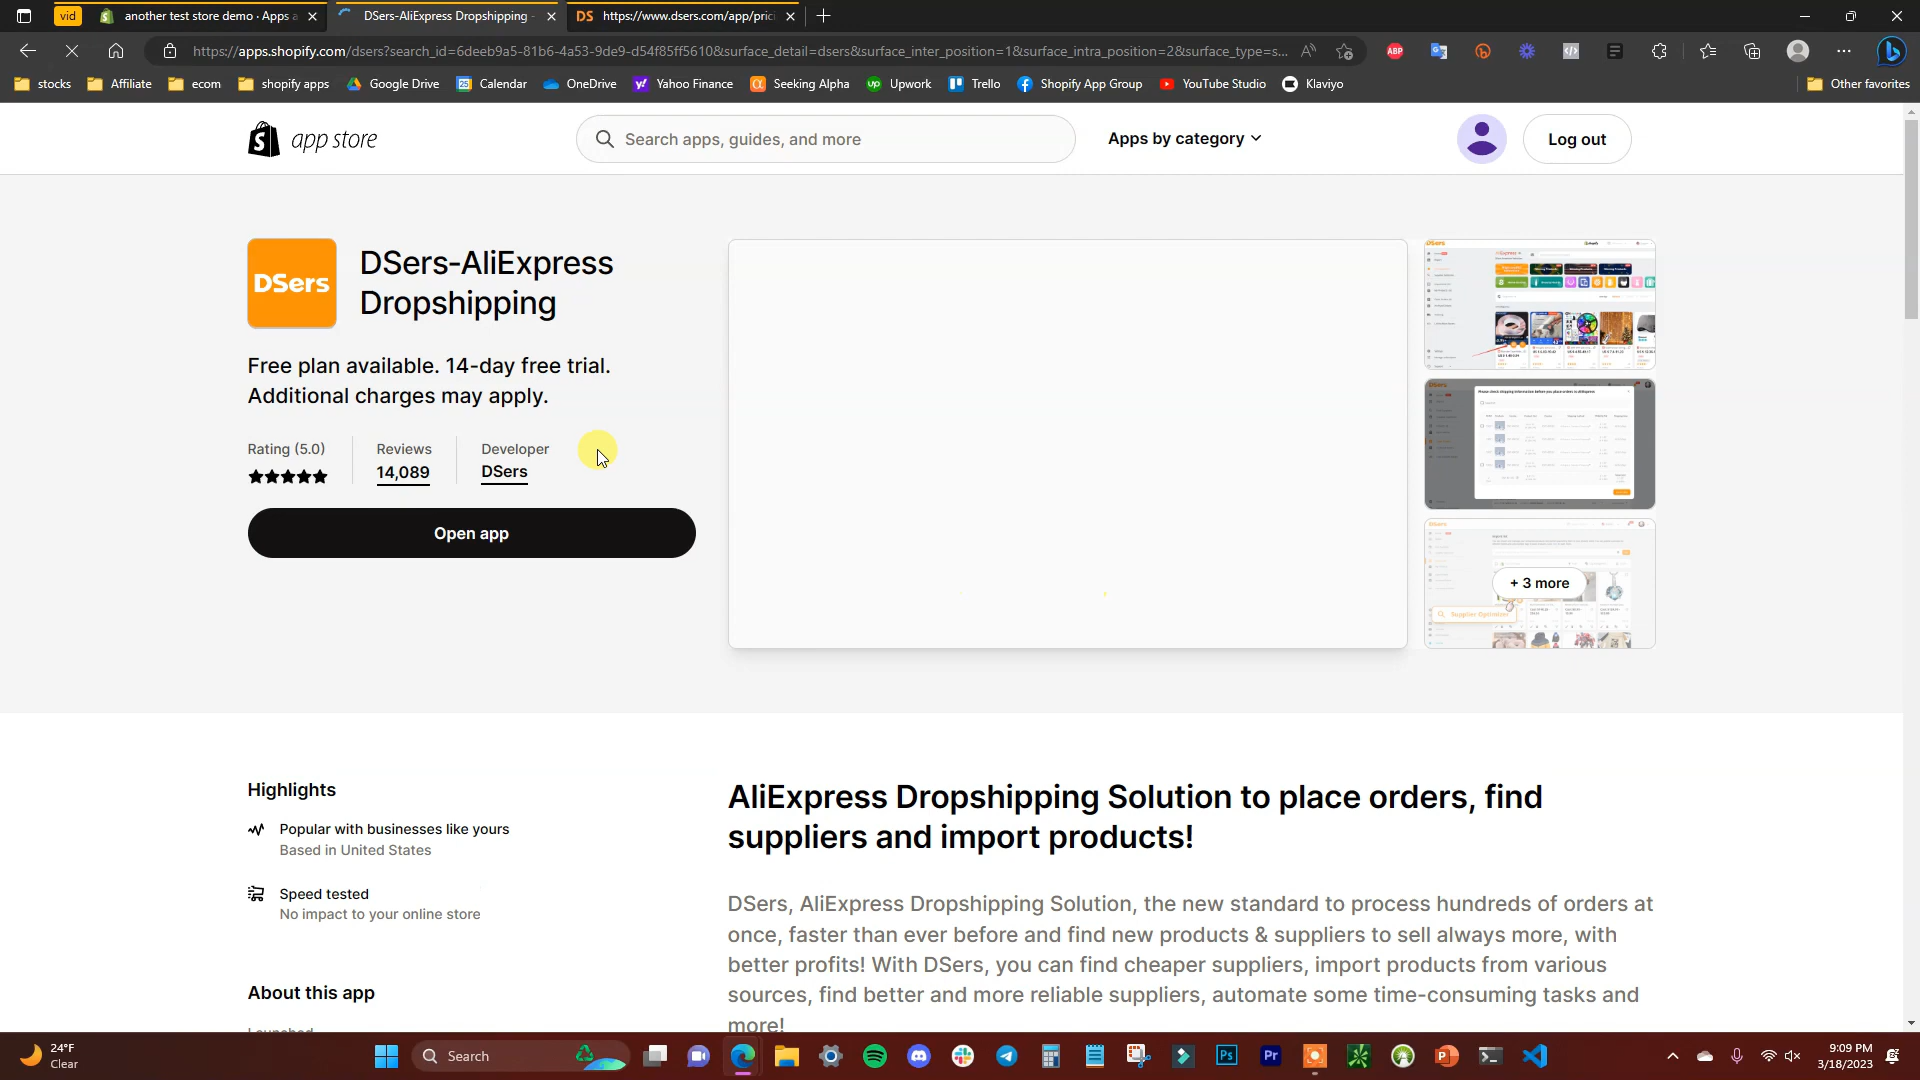 vid
another test store demo · Apps a
DSers-AliExpress Dropshipping -
DS https://www.dsers.com/app/prici
https://apps.shopify.com/dsers?search_id=6deeb9a5-81b6-4a53-9de9-d54f85ff5610&surface_detail=dsers&surface_inter_position=1&surface_intra_position=2&surface_type=s...
ABP
stocks
Affiliate
ecom
shopify apps
Google Drive
Calendar
OneDrive
Yahoo Finance
Seeking Alpha
Upwork
Trello
Shopify App Group
YouTube Studio
Klaviyo
Other favorites
app store
Search apps, guides, and more
Apps by category
Log out
DSers
DSers-AliExpress
Dropshipping
Free plan available. 14-day free trial.
Additional charges may apply.
Rating (5.0)
Reviews
14,089
Developer
DSers
Open app
+ 3 more
Supplier Optimizer
Highlights
Popular with businesses like yours
Based in United States
Speed tested
No impact to your online store
About this app
Launched
AliExpress Dropshipping Solution to place orders, find
suppliers and import products!
DSers, AliExpress Dropshipping Solution, the new standard to process hundreds of orders at
once, faster than ever before and find new products & suppliers to sell always more, with
better profits! With DSers, you can find cheaper suppliers, import products from various
sources, find better and more reliable suppliers, automate some time-consuming tasks and
more!
24°F
Clear
Search
9:09 PM
3/18/2023